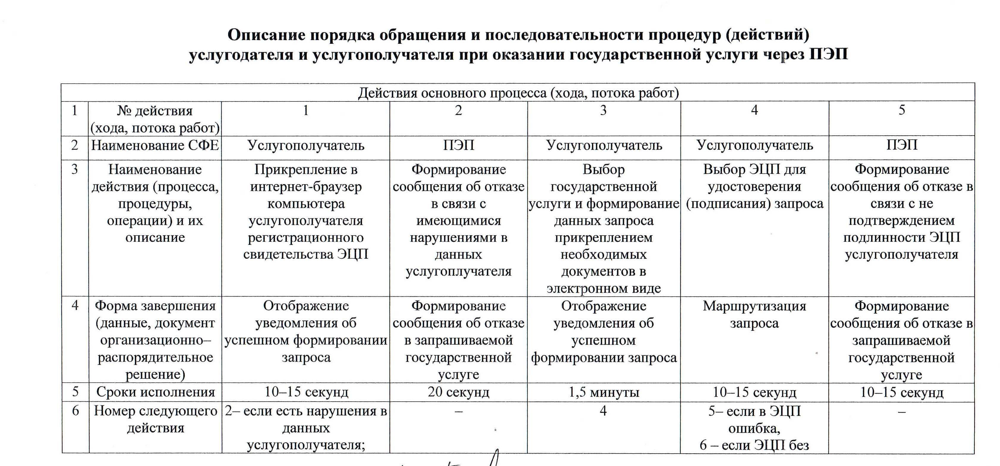 Описание порядка обращения и последовательности процедур (действий)
услугодателя и услугополучателя при оказании государственной услуги через ПЭП
Действия основного процесса (хода, потока работ)
1
№ действия
(хода, потока работ)
1
2
3
4
5
2
Наименование СФЕ
Услугополучатель
ПЭП
Услугополучатель
Услугополучатель
ПЭП
3
Наименование
действия (процесса,
процедуры,
операции) и их
описание
Прикрепление в
интернет-браузер
компьютера
услугополучателя
регистрационного
свидетельства ЭЦП
Формирование
сообщения об отказе
в связи с
имеющимися
нарушениями в
данных
услугоплучателя
Выбор
государственной
услуги и формирование
данных запроса
прикреплением
необходимых
документов в
электронном виде
Выбор ЭЦП для
удостоверения
(подписания) запроса
Формирование
сообщения об отказе в
связи с не
подтверждением
подлинности ЭЦП
услугополучателя
4
Форма завершения
(данные, документ
организационно–
распорядительное
решение)
Отображение
уведомления об
успешном формировании
запроса
Формирование
сообщения об отказе
в запрашиваемой
государственной
услуге
Отображение
уведомления об
успешном
формировании запроса
Маршрутизация
запроса
Формирование
сообщения об отказе в
запрашиваемой
государственной
услуге
5
Сроки исполнения
10–15 секунд
20 секунд
1,5 минуты
10–15 секунд
10–15 секунд
6
Номер следующего
действия
2– если есть нарушения в
данных
услугополучателя;
–
4
5– если в ЭЦП
ошибка,
6 – если ЭЦП без
–